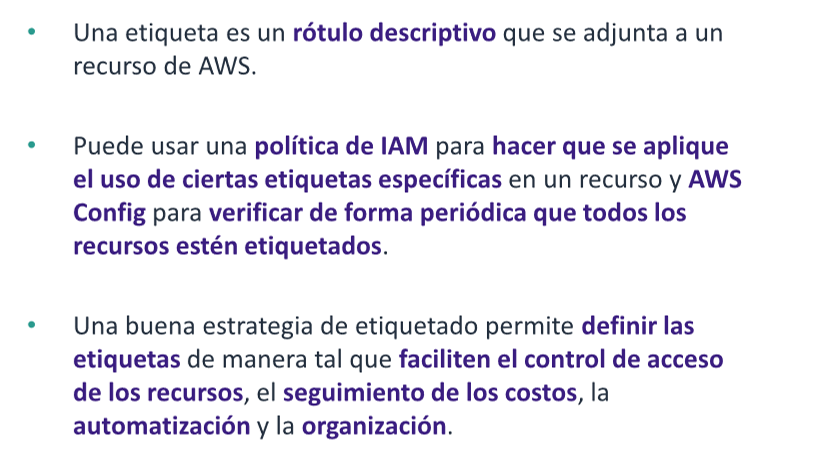 • Una etiqueta es un rótulo descriptivo que se adjunta a un
recurso de AWS.
• Puede usar una política de IAM para hacer que se aplique
el uso de ciertas etiquetas específicas en un recurso y AWS
Config para verificar de forma periódica que todos los
recursos estén etiquetados.
• Una buena estrategia de etiquetado permite definir las
etiquetas de manera tal que faciliten el control de acceso
de los recursos, el seguimiento de los costos, la
automatización y la organización.